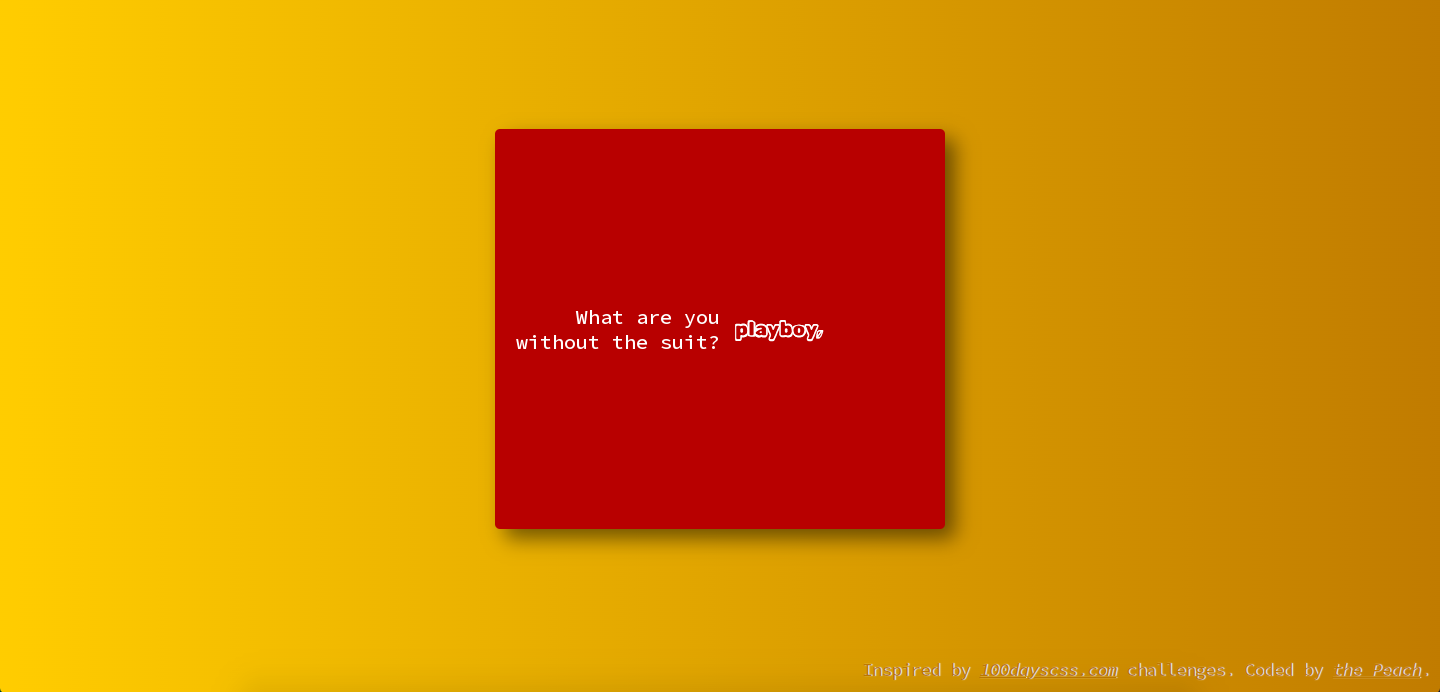 What are you
without the suit?
playboy,
Inspired by 100dayscss.com challenges. Coded by the Peach.